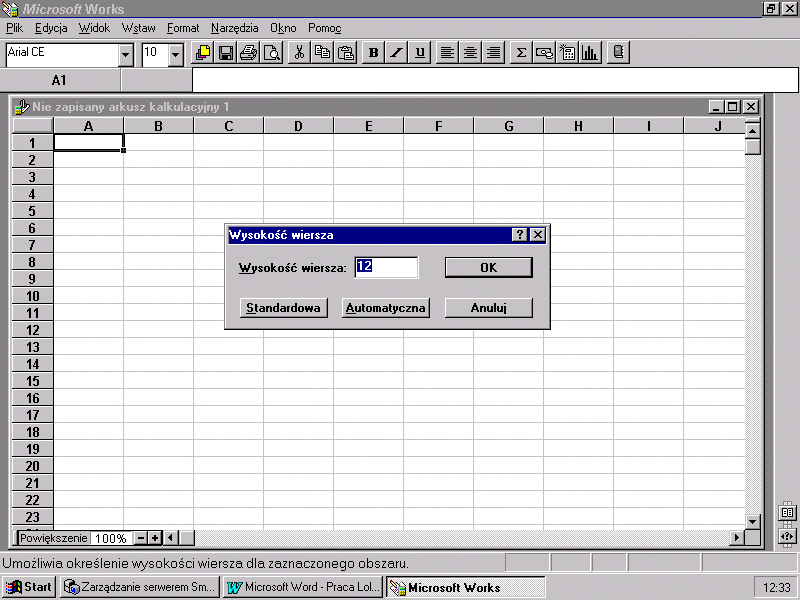 Microsoft Works
Plik Edycja Widok Wstaw Format Narzędzia Okno Pomoc
Arial CE 10 B I U Σ
A1
Nie zapisany arkusz kalkulacyjny 1
A B C D E F G H I J
1
2
3
4
5
6
7
8
9
10
11
12
13
14
15
16
17
18
19
20
21
22
23
Wysokość wiersza ?
Wysokość wiersza: 12 OK
Standardowa Automatyczna Anuluj
Powiększenie 100% - +
Umożliwia określenie wysokości wiersza dla zaznaczonego obszaru.
Start Zarządzanie serwerem Sm... Microsoft Word - Praca Lol... Microsoft Works 12:33